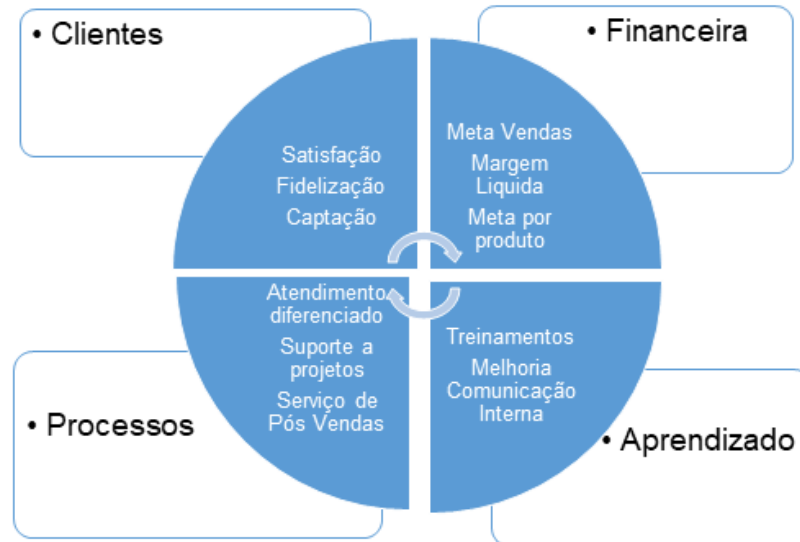 • Clientes
• Financeira
Satisfação
Fidelização
Captação
Meta Vendas
Margem
Liquida
Meta por
produto
Atendimento
diferenciado
Suporte a
projetos
Serviço de
Pós Vendas
Treinamentos
Melhoria
Comunicação
Interna
• Processos
• Aprendizado